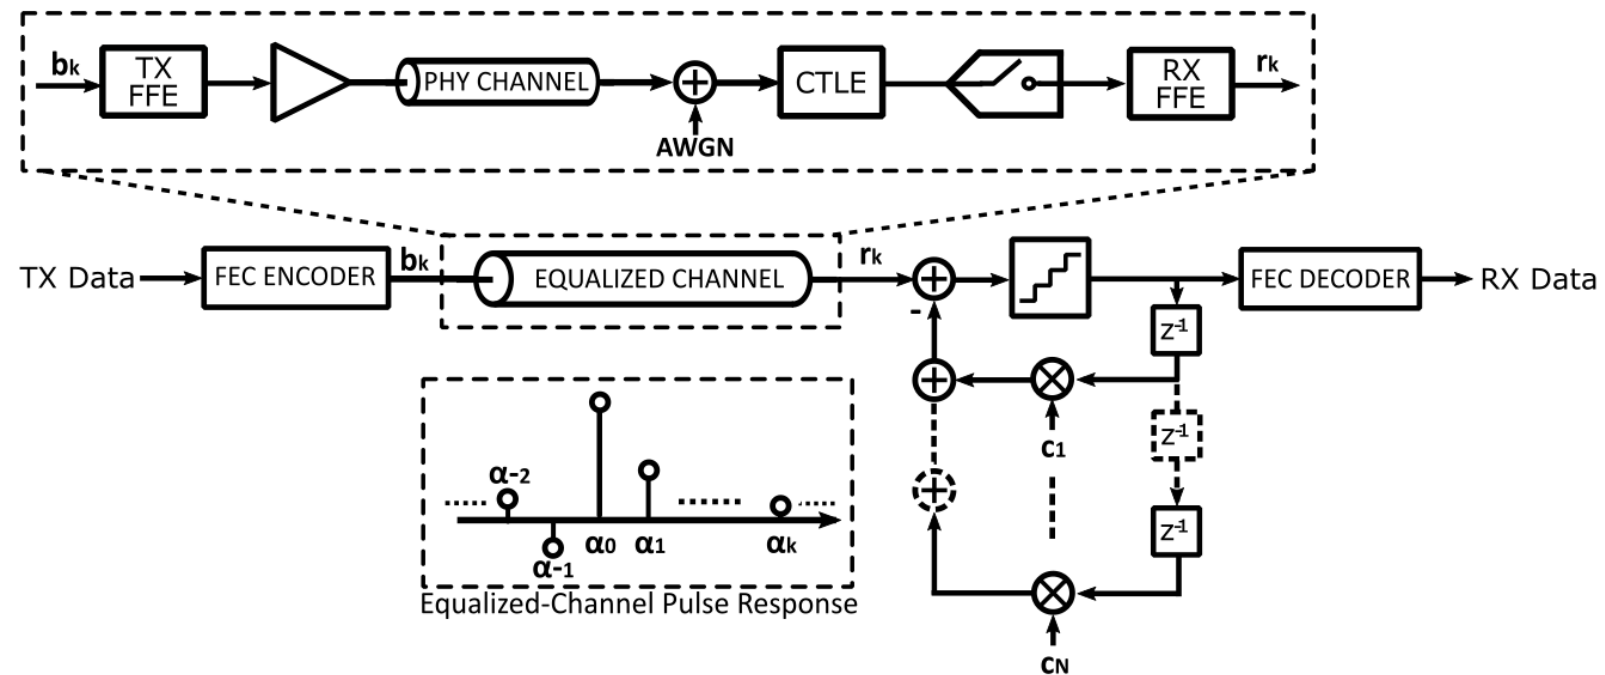 bk
TX
FFE
PHY CHANNEL
AWGN
CTLE
RX
FFE
rk
TX Data
FEC ENCODER
bk
EQUALIZED CHANNEL
rk
-
FEC DECODER
RX Data
z-1
c1
z-1
z-1
cN
α-2
α-1
α0
α1
αk
Equalized-Channel Pulse Response